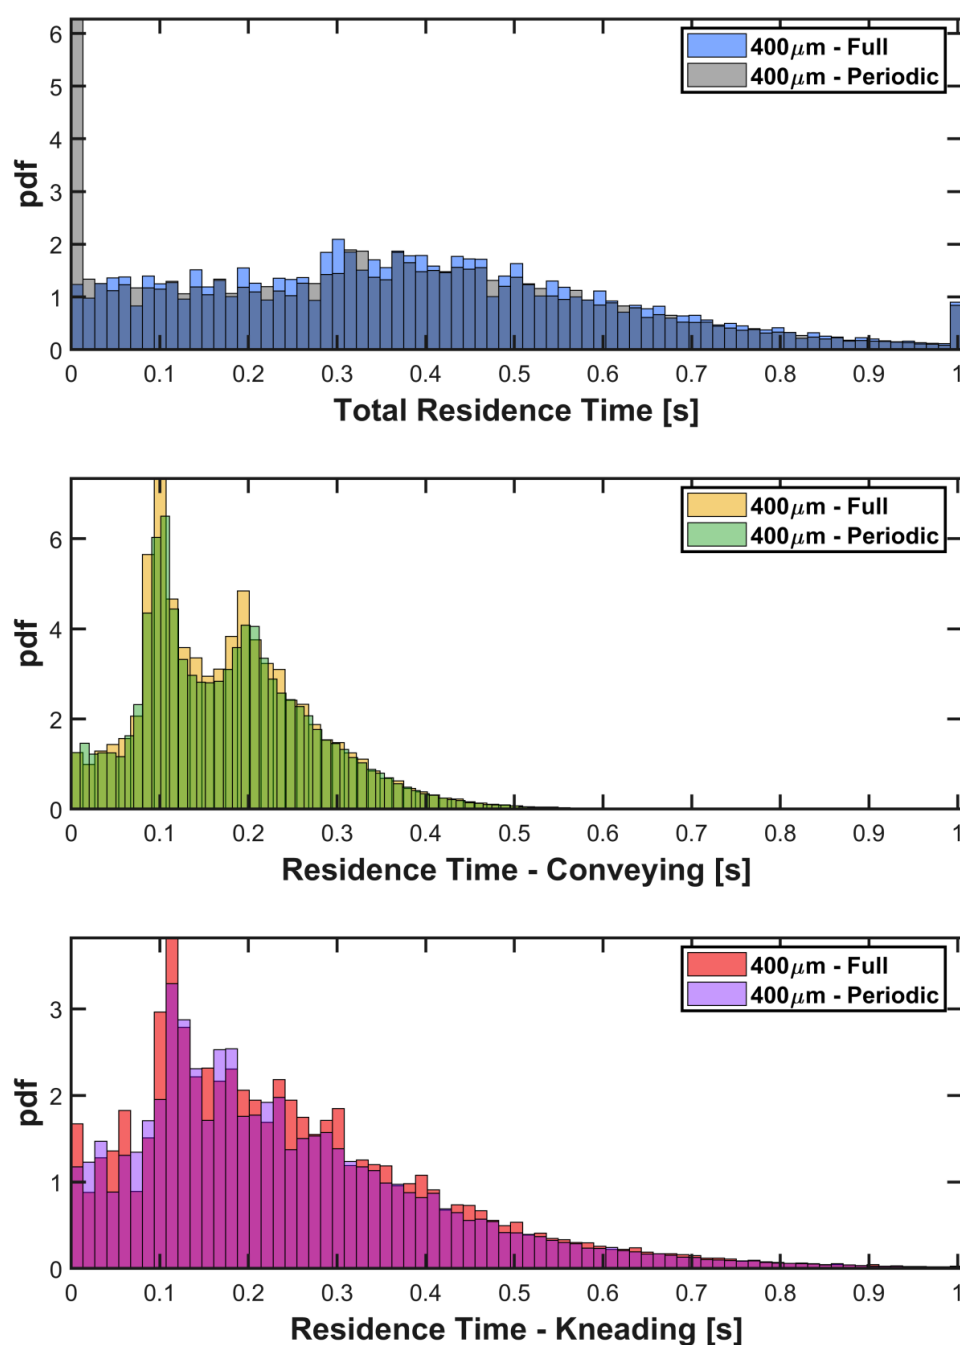 6
5
4
3
2
1
0
pdf
400μm - Full
400μm - Periodic
0 0.1 0.2 0.3 0.4 0.5 0.6 0.7 0.8 0.9 1
Total Residence Time [s]
6
4
2
0
pdf
400μm - Full
400μm - Periodic
0 0.1 0.2 0.3 0.4 0.5 0.6 0.7 0.8 0.9 1
Residence Time - Conveying [s]
3
2
1
0
pdf
400μm - Full
400μm - Periodic
0 0.1 0.2 0.3 0.4 0.5 0.6 0.7 0.8 0.9 1
Residence Time - Kneading [s]